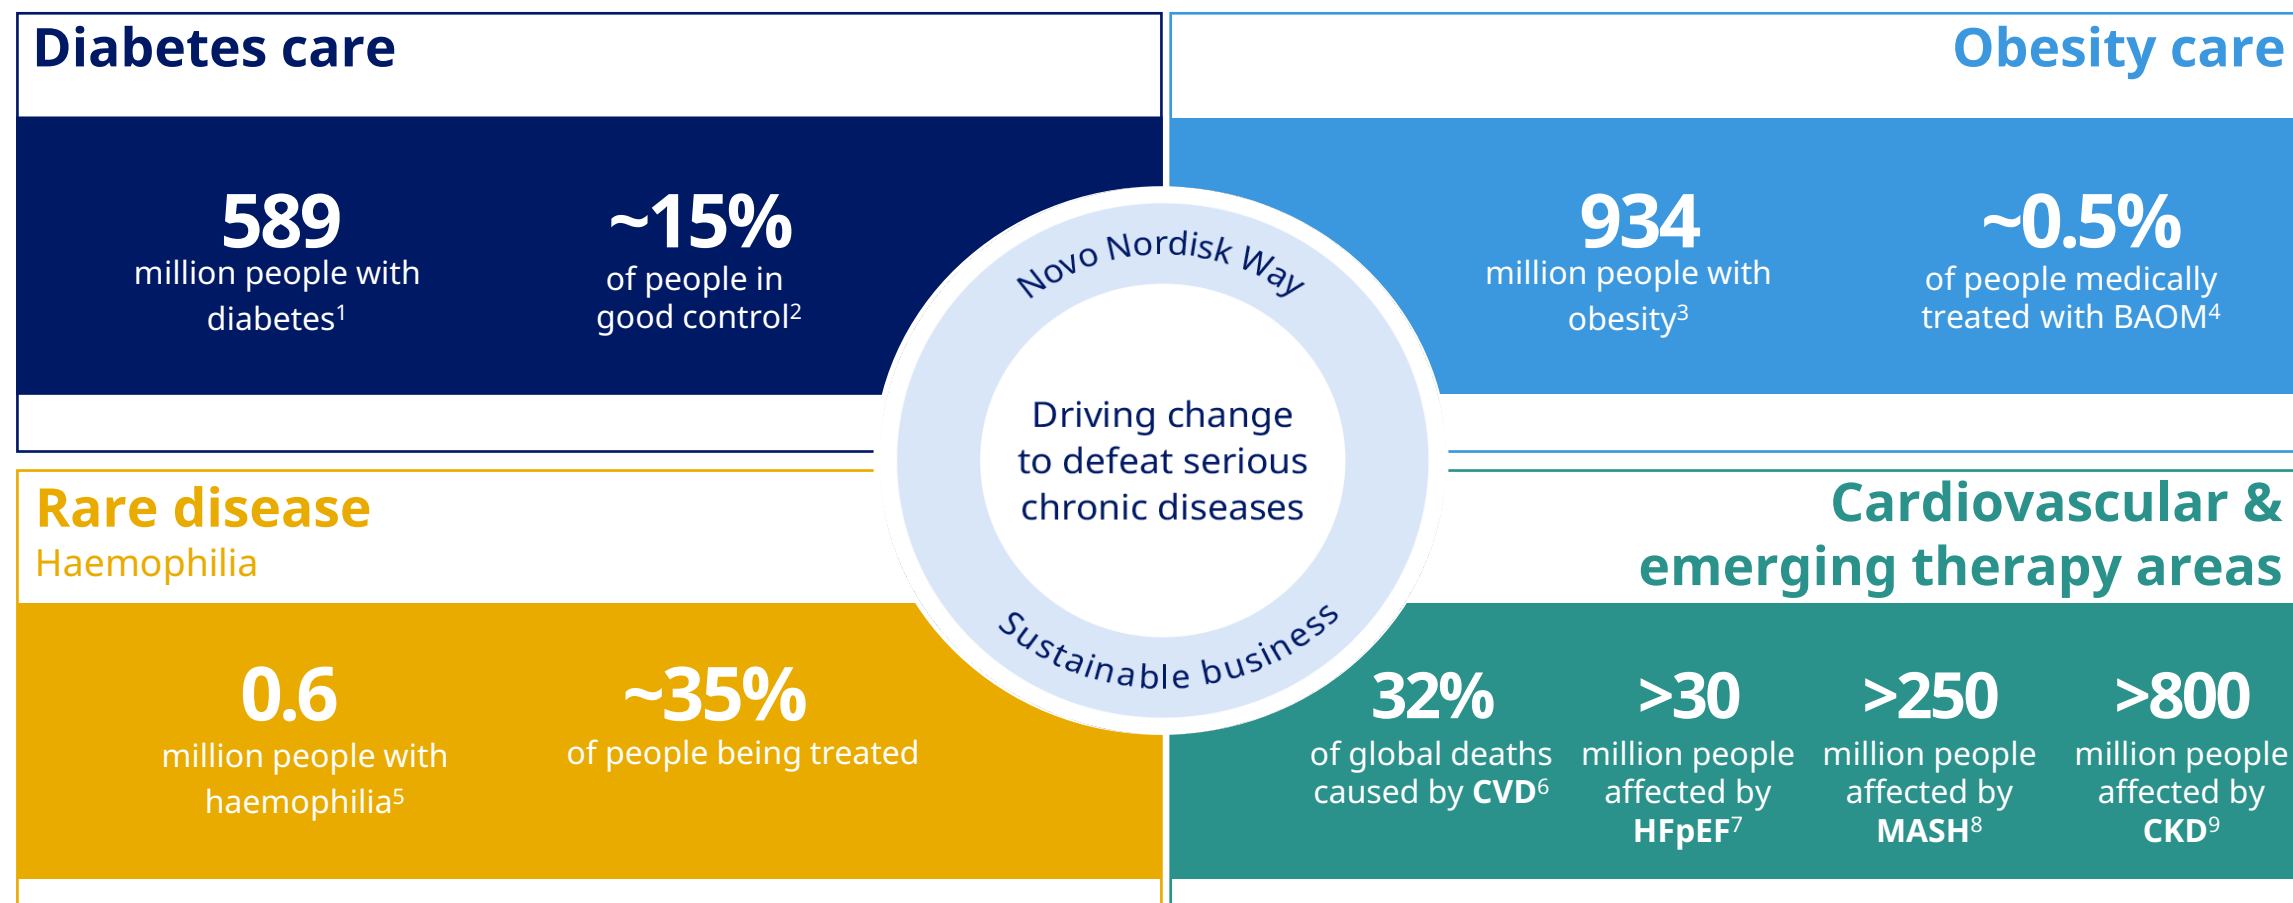 Diabetes care
589
million people with
diabetes¹
~15%
of people in
good control²
Obesity care
934
million people with
obesity³
~0.5%
of people medically
treated with BAOM⁴
Novo Nordisk Way
Driving change
to defeat serious
chronic diseases
Sustainable business
Rare disease
Haemophilia
0.6
million people with
haemophilia⁵
~35%
of people being treated
Cardiovascular &
emerging therapy areas
32%
of global deaths
caused by CVD⁶
>30
million people
affected by
HFpEF⁷
>250
million people
affected by
MASH⁸
>800
million people
affected by
CKD⁹